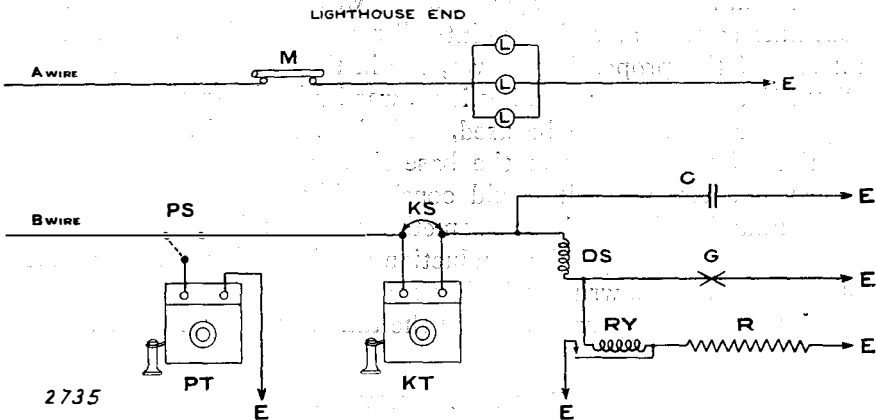 LIGHTHOUSE END
A WIRE M L E
L
L
C E
B WIRE PS KS
DS G E
RY R E
PT KT
2735 E E